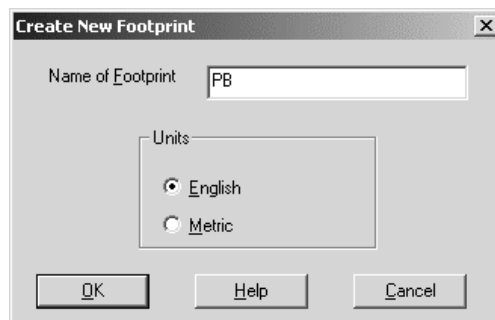 Create New Footprint
Name of Footprint PB
Units
English
Metric
OK Help Cancel